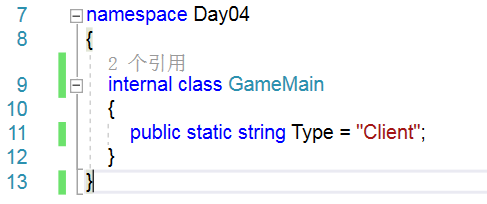 7 namespace Day04
8 {
2 个引用
9 internal class GameMain
10 {
11 public static string Type = "Client";
12 }
13 }